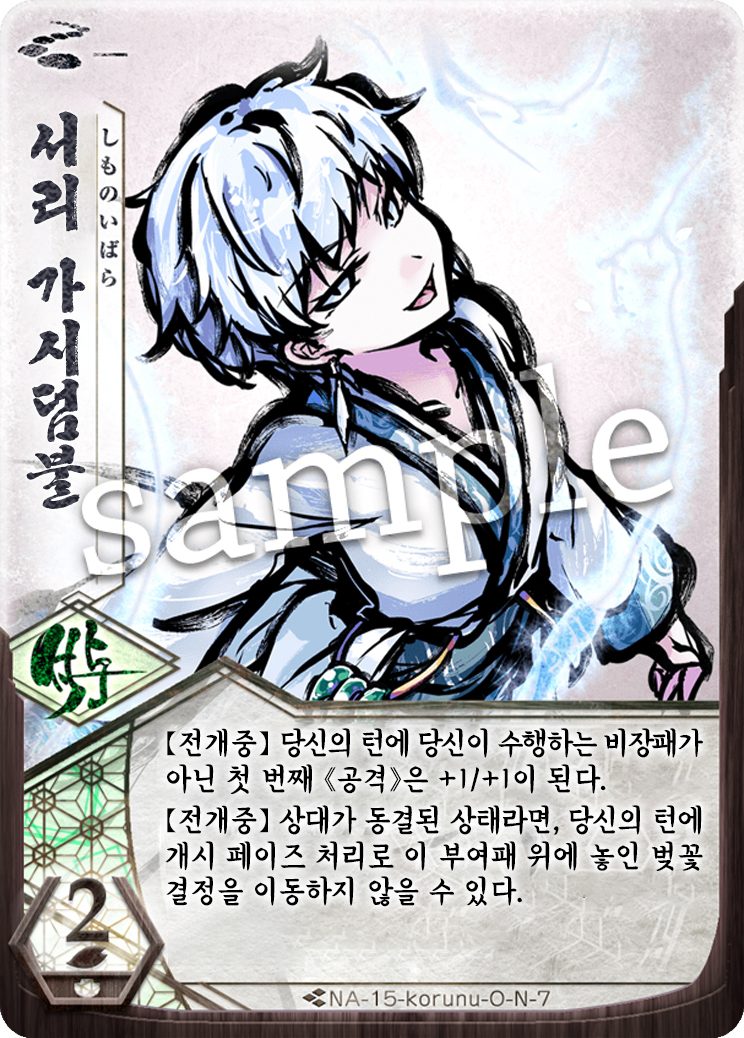 서리 가시덤불
しものいばら
sample
부여
【전개중】 당신의 턴에 당신이 수행하는 비장패가
아닌 첫 번째 《공격》은 +1/+1이 된다.
【전개중】 상대가 동결된 상태라면, 당신의 턴에
개시 페이즈 처리로 이 부여패 위에 놓인 벚꽃
결정을 이동하지 않을 수 있다.
2
NA-15-korunu-O-N-7